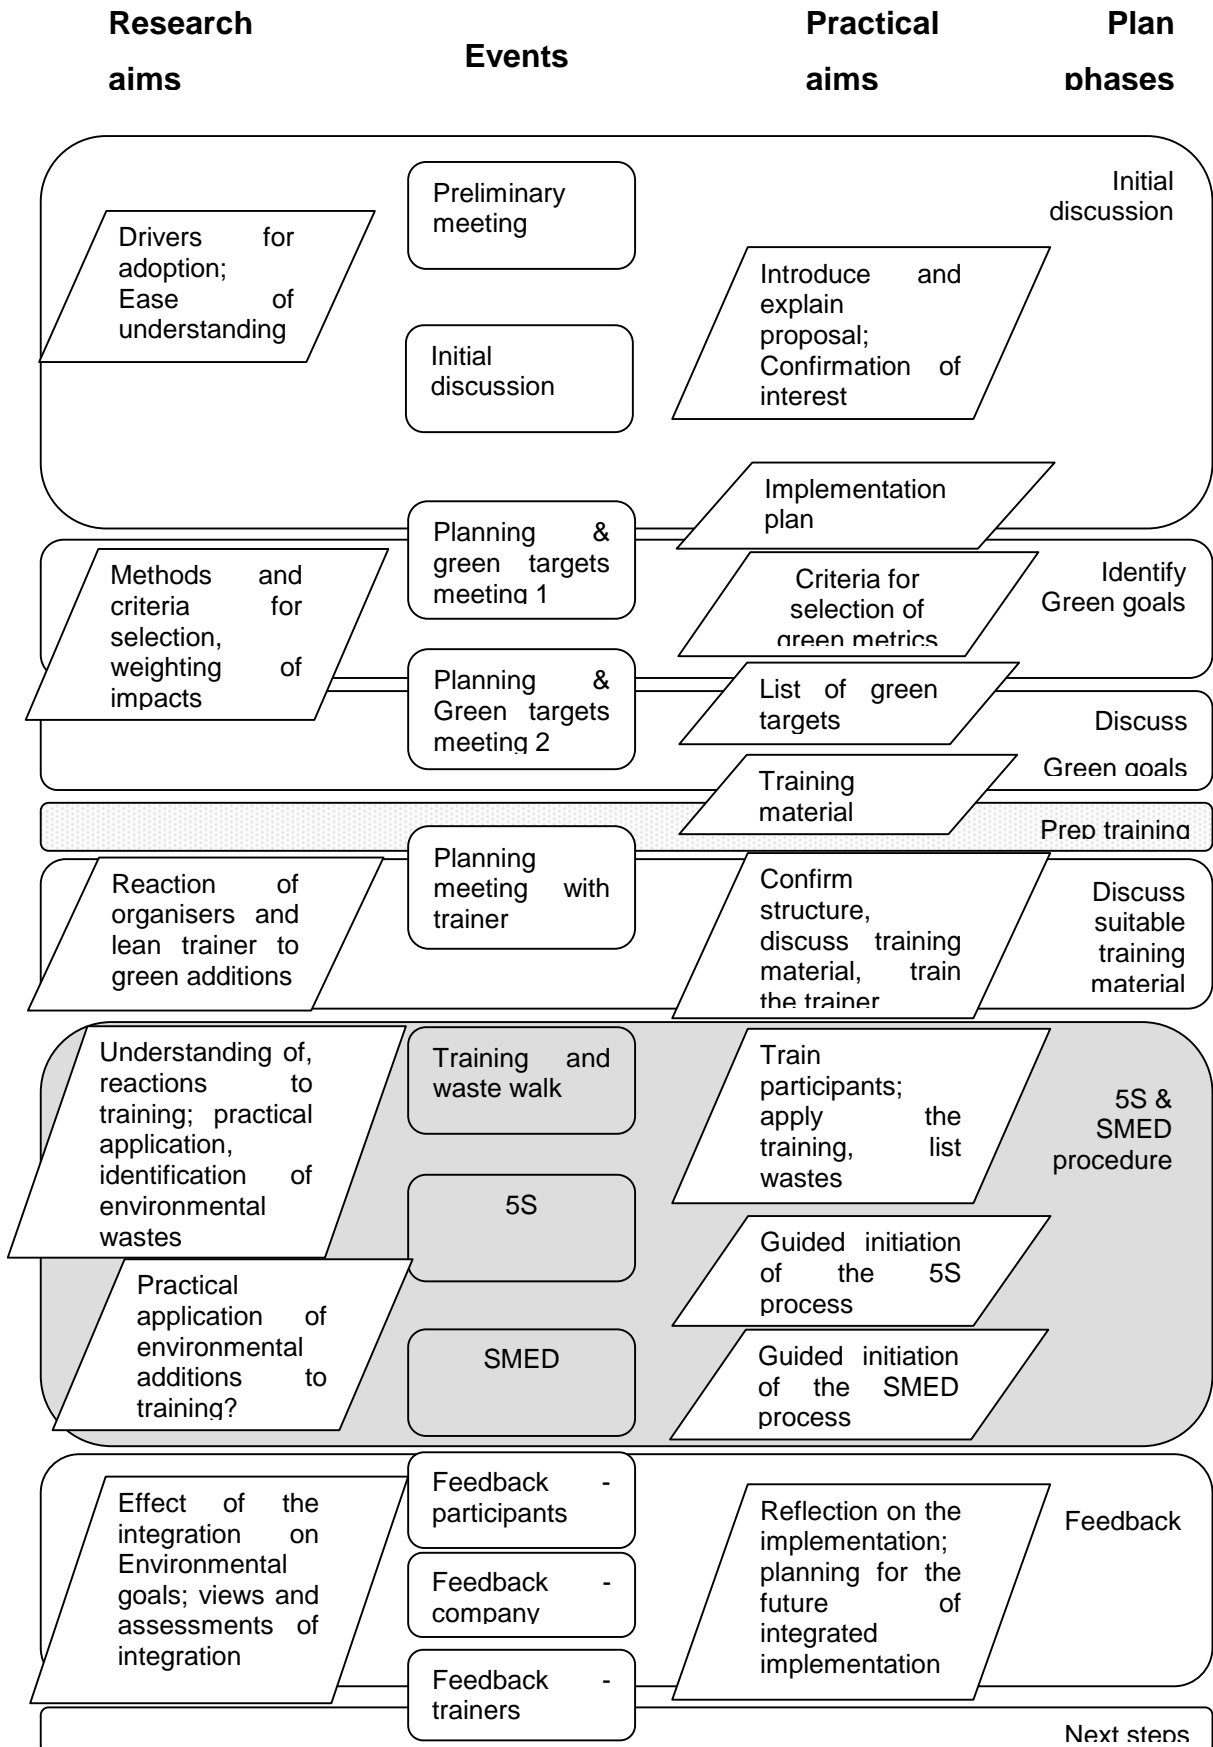 Research
aims
Events
Practical
aims
Plan
phases
Initial
discussion
Preliminary
meeting
Drivers for
adoption;
Ease of
understanding
Introduce and
explain
proposal;
Confirmation of
interest
Initial
discussion
Implementation
plan
Planning &
green targets
meeting 1
Methods and
criteria for
selection,
weighting of
impacts
Criteria for
selection of
green metrics
Identify
Green goals
Planning &
Green targets
meeting 2
List of green
targets
Discuss
Green goals
Training
material
Prep training
Planning
meeting with
trainer
Reaction of
organisers and
lean trainer to
green additions
Confirm
structure,
discuss training
material, train
the trainer
Discuss
suitable
training
material
Understanding of,
reactions to
training; practical
application,
identification of
environmental
wastes
Training and
waste walk
Train
participants;
apply the
training, list
wastes
5S &
SMED
procedure
5S
Guided initiation
of the 5S
process
Practical
application of
environmental
additions to
training?
SMED
Guided initiation
of the SMED
process
Feedback -
participants
Effect of the
integration on
Environmental
goals; views and
assessments of
integration
Feedback -
company
Reflection on the
implementation;
planning for the
future of
integrated
implementation
Feedback
Feedback -
trainers
Next steps